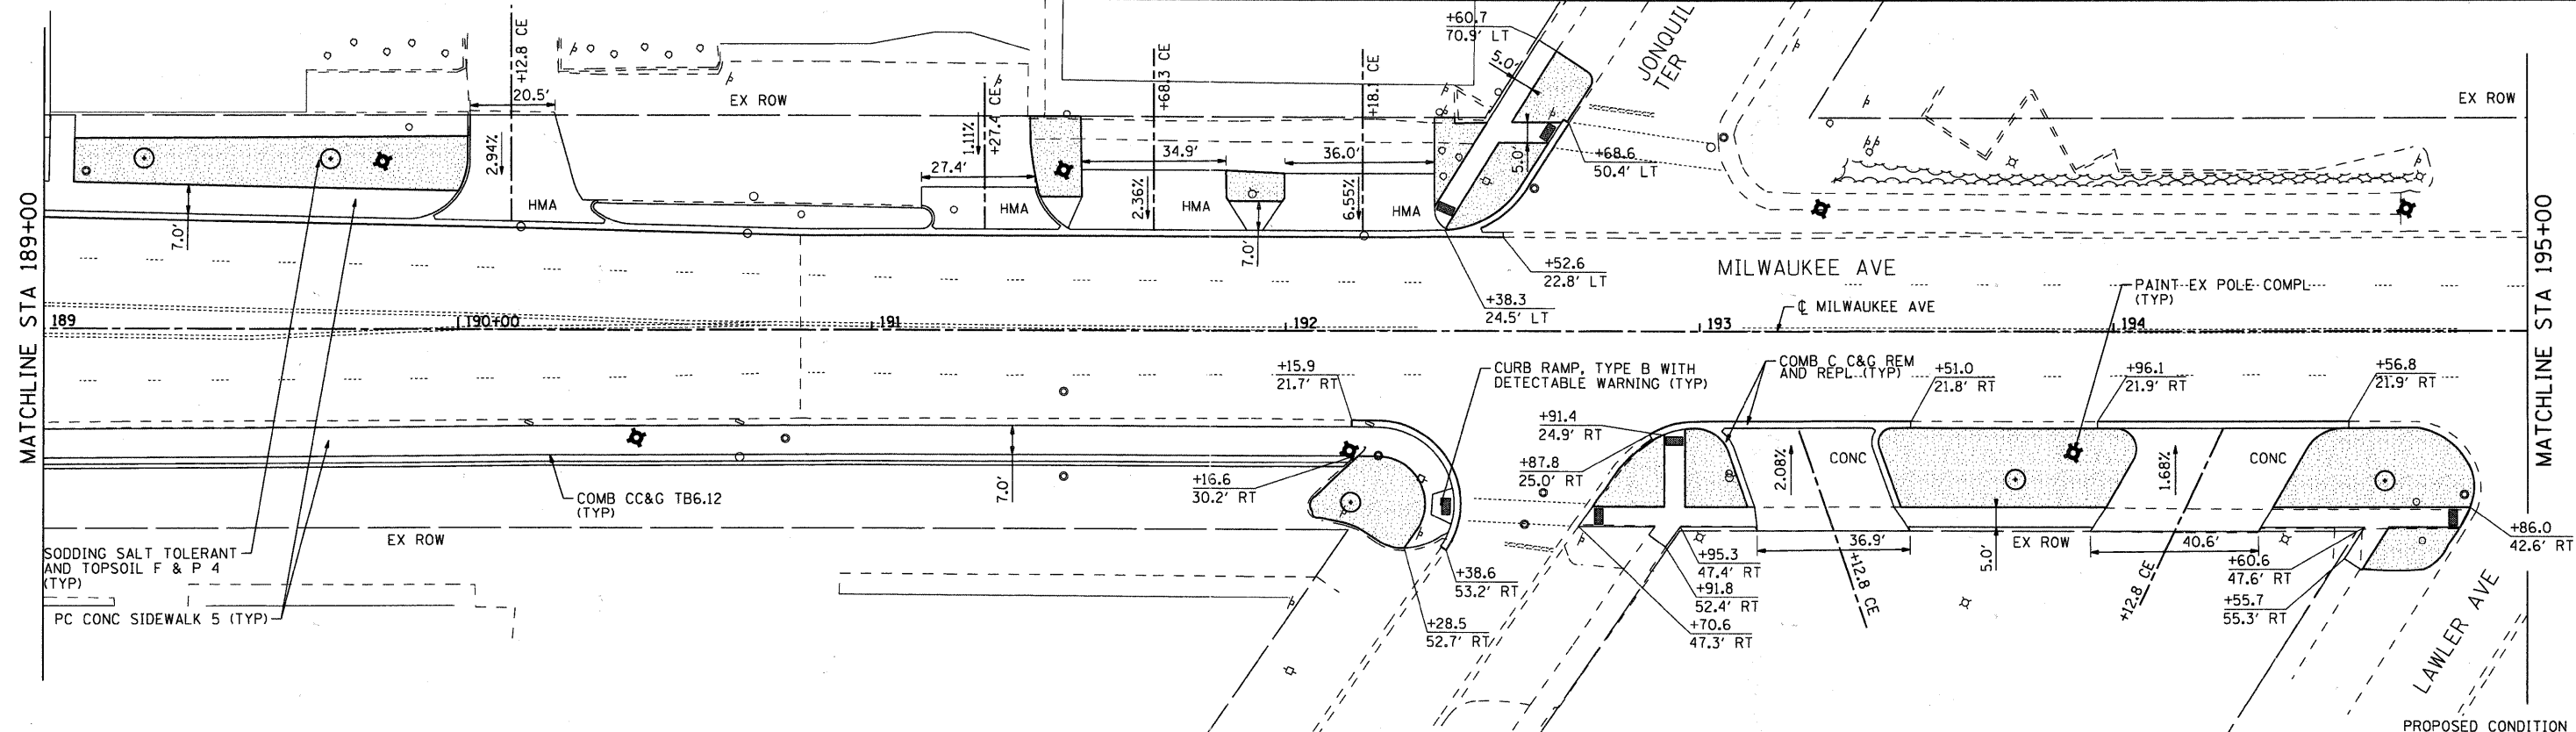 +60.7
70.9' LT
JONQUIL
TER
+12.8 CE
20.5'
EX ROW
+68.3 CE
5.0'
EX ROW
2.94%
1.11%
+27.4 CE
34.9'
36.0'
5.0'
+68.6
50.4' LT
27.4'
HMA
HMA
2.36%
HMA
6.55%
HMA
7.0'
7.0'
MATCHLINE STA 189+00
MATCHLINE STA 195+00
+52.6
22.8' LT
MILWAUKEE AVE
+38.3
24.5' LT
PAINT EX POLE COMPL
(TYP)
℄ MILWAUKEE AVE
189
190+00
191
192
193
194
+15.9
21.7' RT
CURB RAMP, TYPE B WITH
DETECTABLE WARNING (TYP)
COMB C C&G REM
AND REPL (TYP)
+51.0
21.8' RT
+96.1
21.9' RT
+56.8
21.9' RT
+91.4
24.9' RT
+87.8
25.0' RT
2.08%
CONC
1.68%
CONC
+16.6
30.2' RT
7.0'
COMB CC&G TB6.12
(TYP)
EX ROW
SODDING SALT TOLERANT
AND TOPSOIL F & P 4
(TYP)
PC CONC SIDEWALK 5 (TYP)
+38.6
53.2' RT
+28.5
52.7' RT
+95.3
47.4' RT
+91.8
52.4' RT
+70.6
47.3' RT
36.9'
+12.8 CE
5.0'
EX ROW
40.6'
+12.8 CE
+60.6
47.6' RT
+55.7
55.3' RT
+86.0
42.6' RT
LAWLER AVE
PROPOSED CONDITION